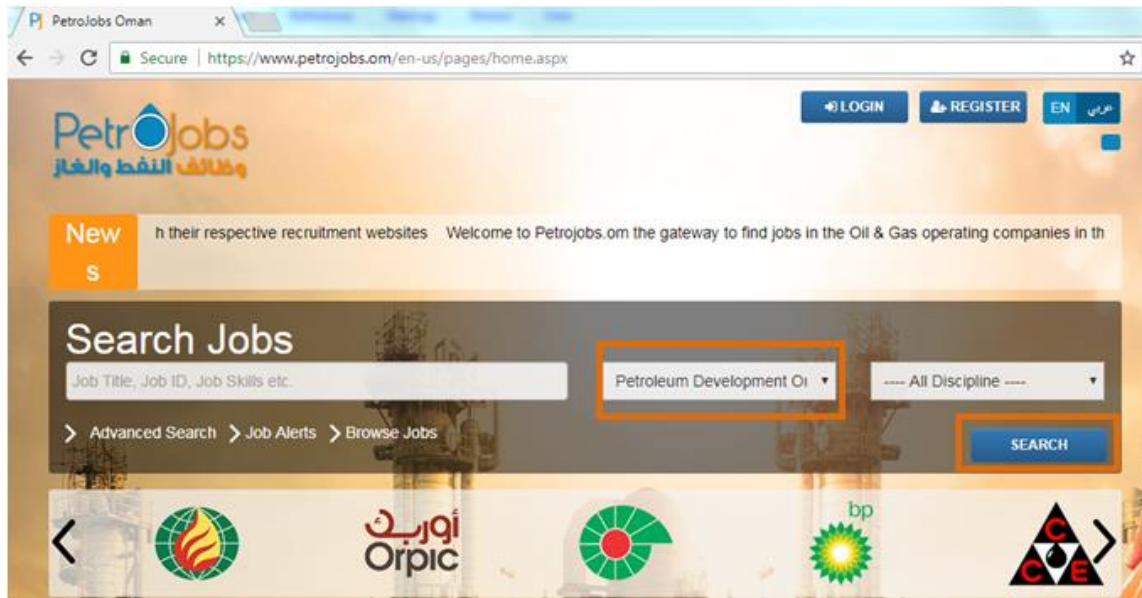 PetroJobs Oman
Secure | https://www.petrojobs.om/en-us/pages/home.aspx
LOGIN
REGISTER
EN
عربي
PetroJobs
وظائف النفط والغاز
News
h their respective recruitment websites Welcome to Petrojobs.om the gateway to find jobs in the Oil & Gas operating companies in th
Search Jobs
Job Title, Job ID, Job Skills etc.
Petroleum Development O
---- All Discipline ----
Advanced Search
Job Alerts
Browse Jobs
SEARCH
أوربك
Orpic
bp
C
C E